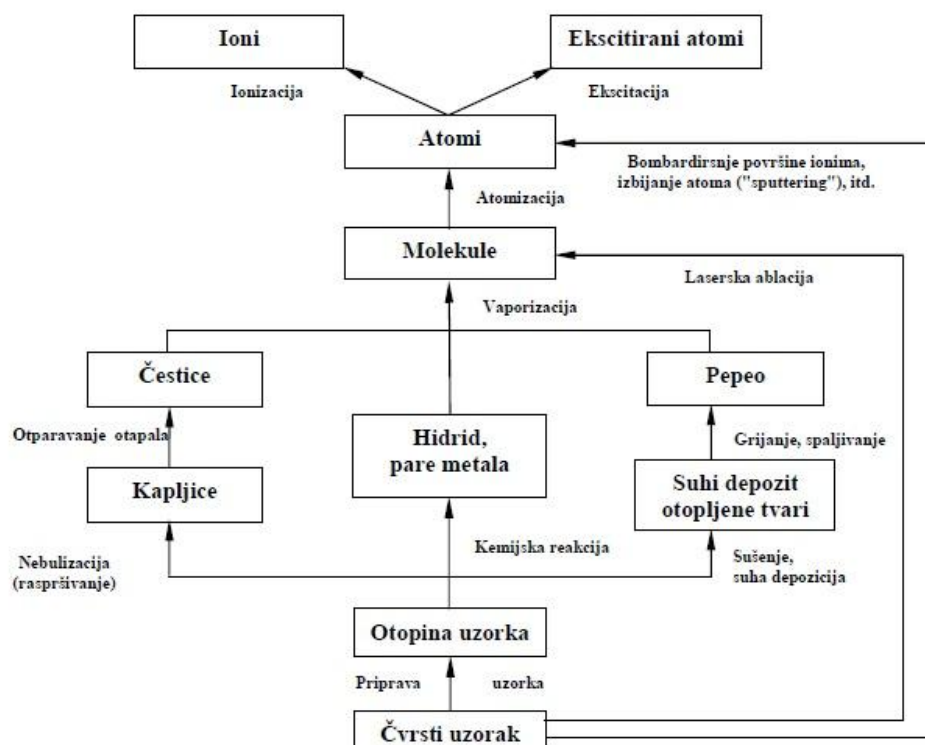 Ioni
Ekscitirani atomi
Ionizacija
Ekscitacija
Atomi
Bombardirsnje površine ionima,
izbijanje atoma ("sputtering"), itd.
Atomizacija
Molekule
Laserska ablacija
Vaporizacija
Čestice
Pepeo
Otparavanje otapala
Hidrid,
pare metala
Grijanje, spaljivanje
Kapljice
Suhi depozit
otopljene tvari
Nebulizacija
(raspršivanje)
Kemijska reakcija
Sušenje,
suha depozicija
Otopina uzorka
Priprava uzorka
Čvrsti uzorak